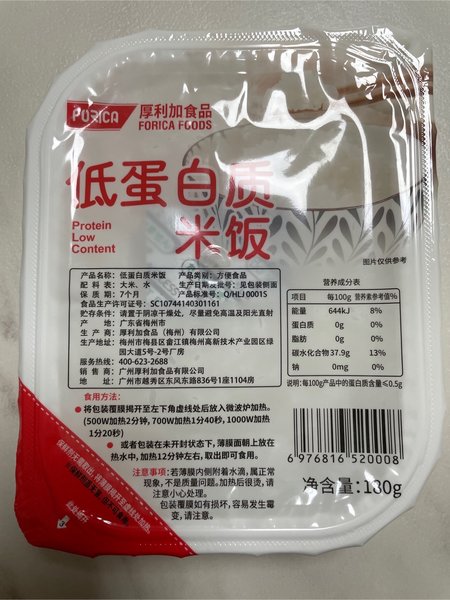 PORICA
厚利加食品
FORICA FOODS
低蛋白质
米饭
Protein
Low
Content
图片仅供参考
产品名称：低蛋白质米饭 产品类别：方便食品
配 料 表：大米、水 生产日期及批号：见包装侧面
保 质 期：7个月 产品标准号：Q/HLJ 0001S
食品生产许可证号：SC10744140301161
贮存条件：请置于阴凉干燥处，尽量避免高温及阳光直射
产 地：广东省梅州市
生 产 商：厚利加食品（梅州）有限公司
生产地址：梅州市梅县区畲江镇梅州高新技术产业园区绿
园大道5号-2号厂房
服务热线：400-623-2688
销 售 商：广州厚利加食品有限公司
地 址：广州市越秀区东风东路836号1座1104房
营养成分表
项目 每100g 营养素参考值%
能量 644kJ 8%
蛋白质 0g 0%
脂肪 0g 0%
碳水化合物 37.9g 13%
钠 0mg 0%
说明：每100g产品中的蛋白质含量≤0.5g
食用方法：
● 将包装覆膜揭开至左下角虚线处后放入微波炉加热。
(500W加热2分钟，700W加热1分40秒，1000W加热
1分20秒）
● 或者包装在未开封状态下，薄膜面朝上放在
热水中，加热12分钟左右，取出即可食用。
注意事项：若薄膜内侧附着水滴，属正常
现象，不是质量问题。加热后很烫，请
注意小心处理。
包装覆膜如有损坏，容易发生霉
变，请注意。
6 976816 520008
净含量：180g
此处揭开